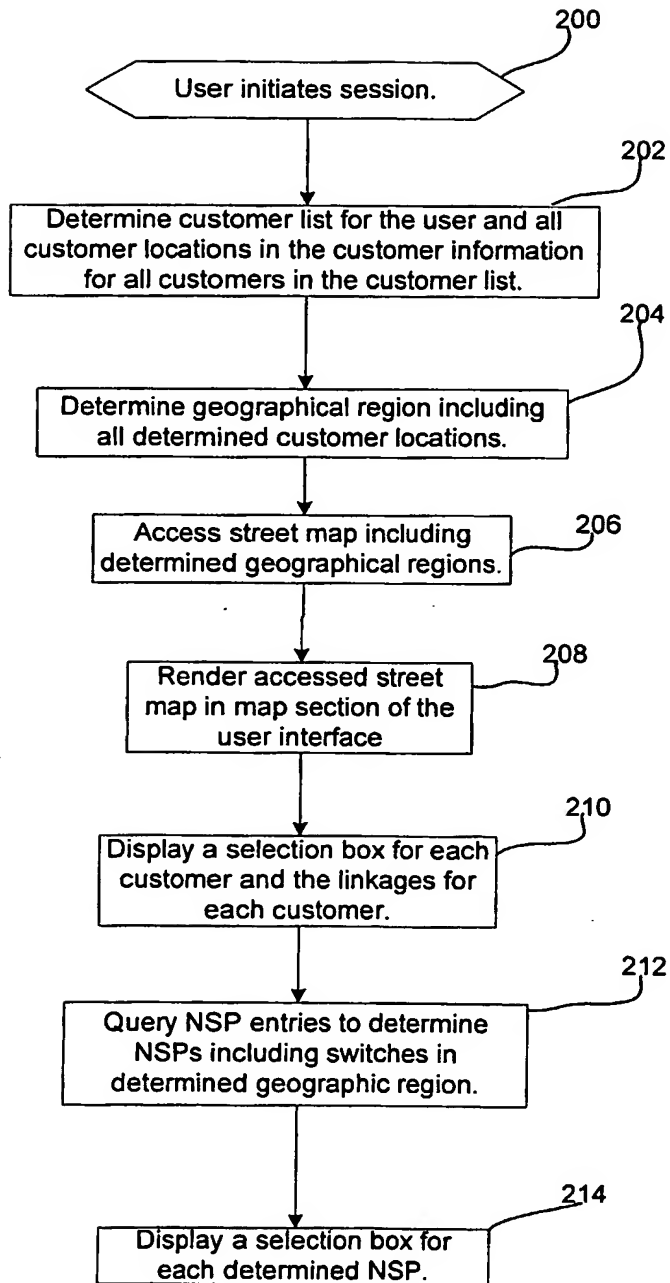 200
User initiates session.
202
Determine customer list for the user and all
customer locations in the customer information
for all customers in the customer list.
204
Determine geographical region including
all determined customer locations.
206
Access street map including
determined geographical regions.
208
Render accessed street
map in map section of the
user interface
210
Display a selection box for each
customer and the linkages for
each customer.
212
Query NSP entries to determine
NSPs including switches in
determined geographic region.
214
Display a selection box for
each determined NSP.